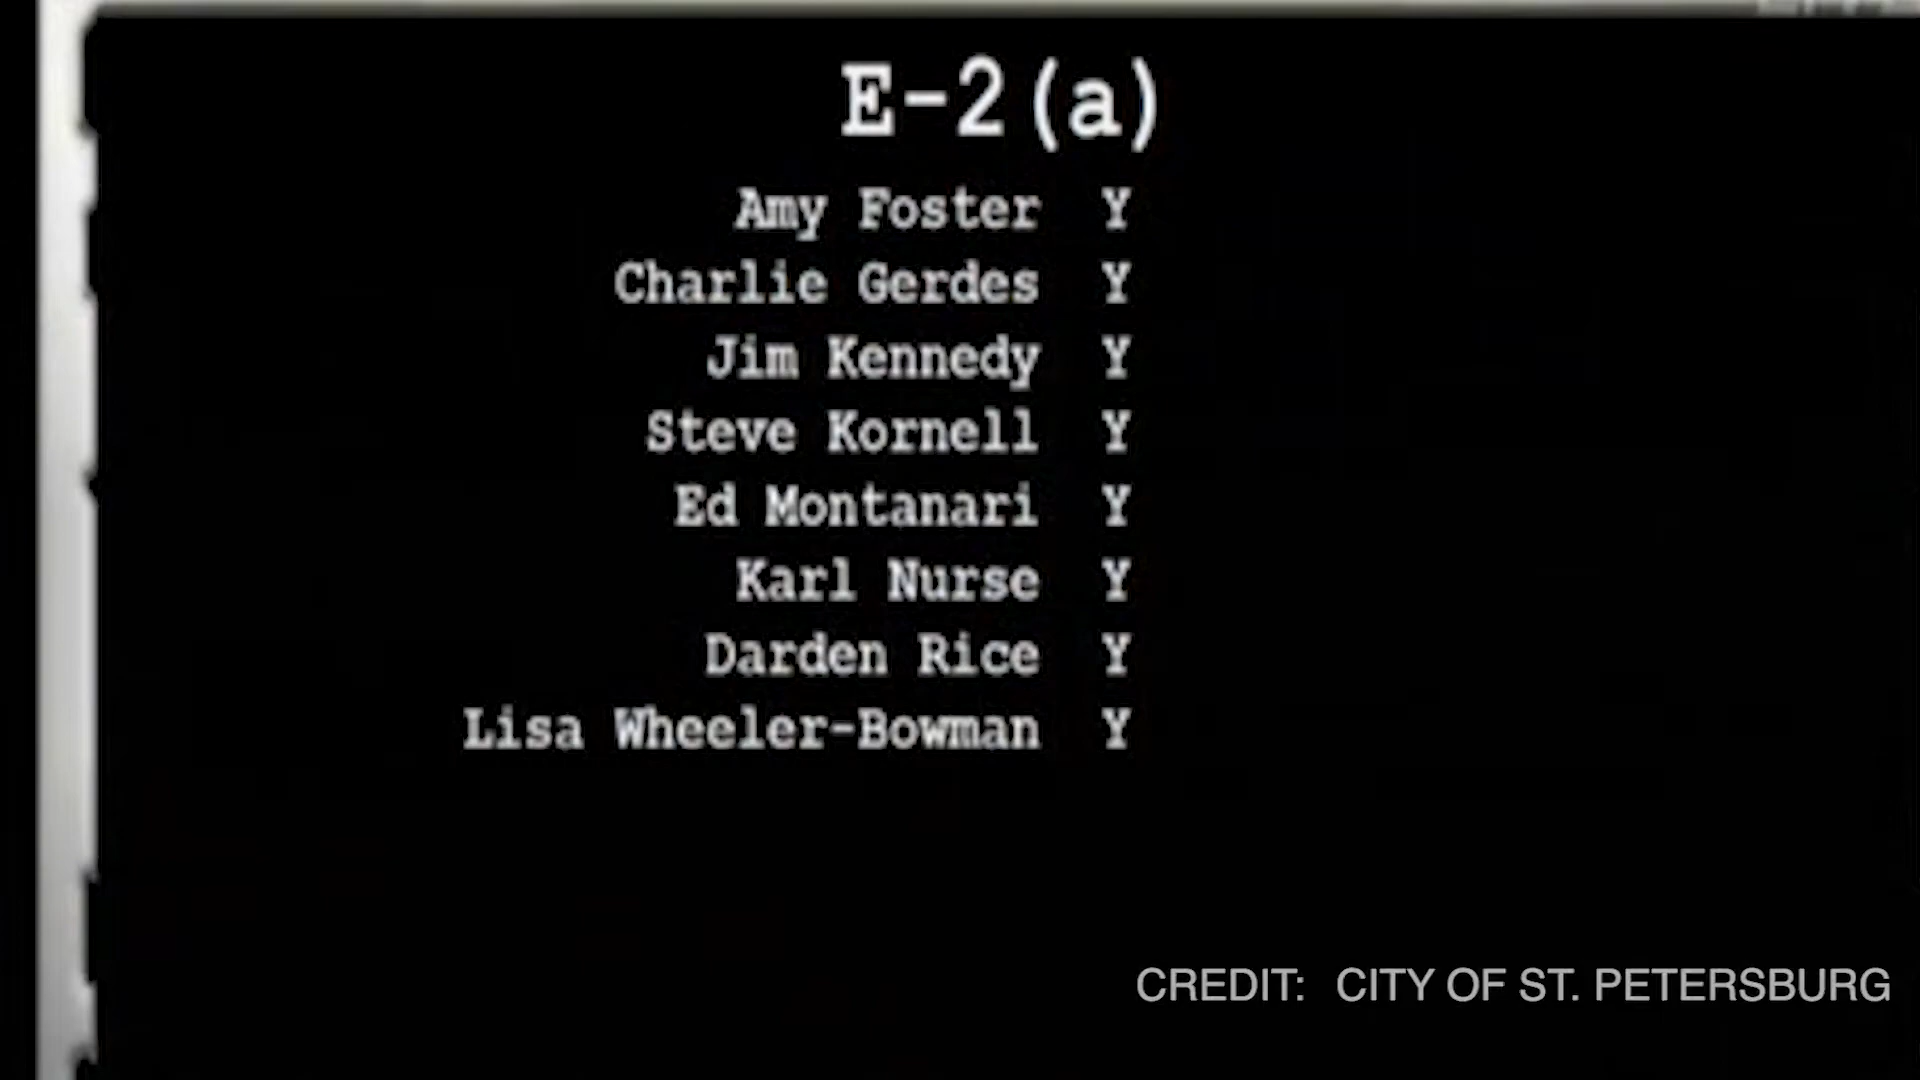 E-2(a)
Amy Foster Y
Charlie Gerdes Y
Jim Kennedy Y
Steve Kornell Y
Ed Montanari Y
Karl Nurse Y
Darden Rice Y
Lisa Wheeler-Bowman Y
CREDIT: CITY OF ST. PETERSBURG